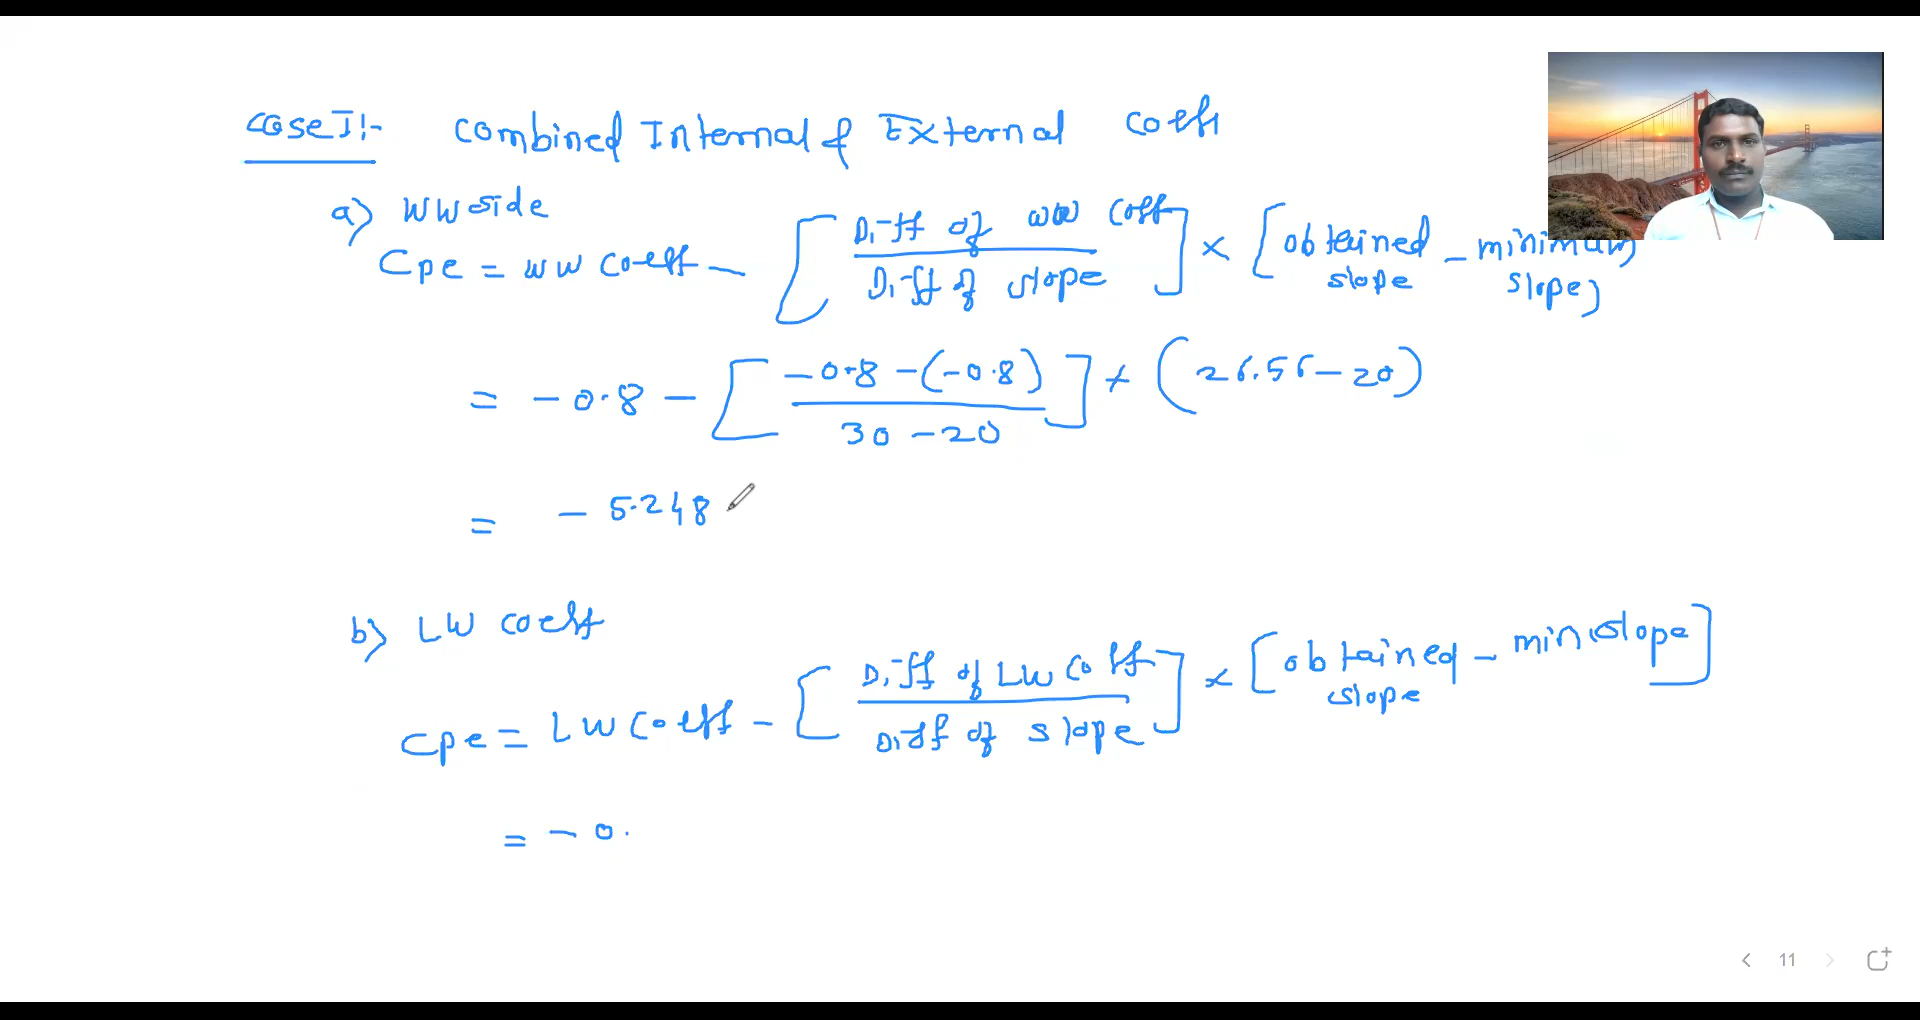 Case I:- Combined Internal & External Coeff
a) WW side
Cpe = WW Coeff - [Diff of WW Coff / Diff of slope] × [obtained slope - minimum slope]
= -0.8 - [-0.8 -(-0.8) / 30 - 20] × (26.56 - 20)
= - 5.248
b) LW coeff
Cpe = LW Coeff - [Diff of LW Coff / Diff of slope] × [obtained slope - min slope]
= - 0.
11